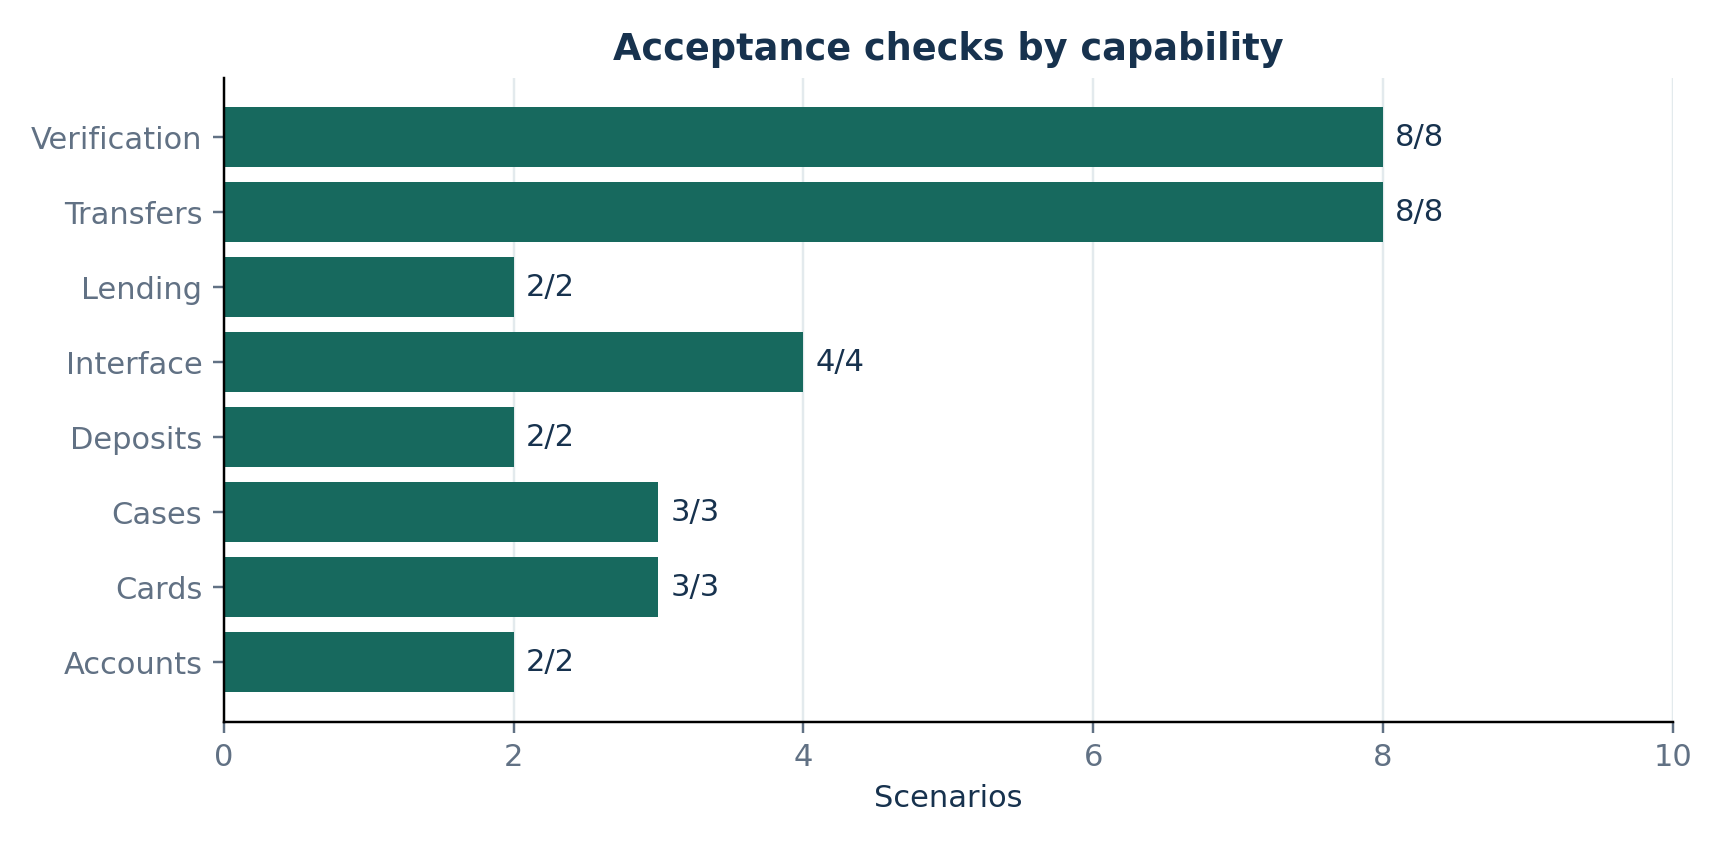 Acceptance checks by capability
Verification 8/8
Transfers 8/8
Lending 2/2
Interface 4/4
Deposits 2/2
Cases 3/3
Cards 3/3
Accounts 2/2
0 2 4 6 8 10
Scenarios